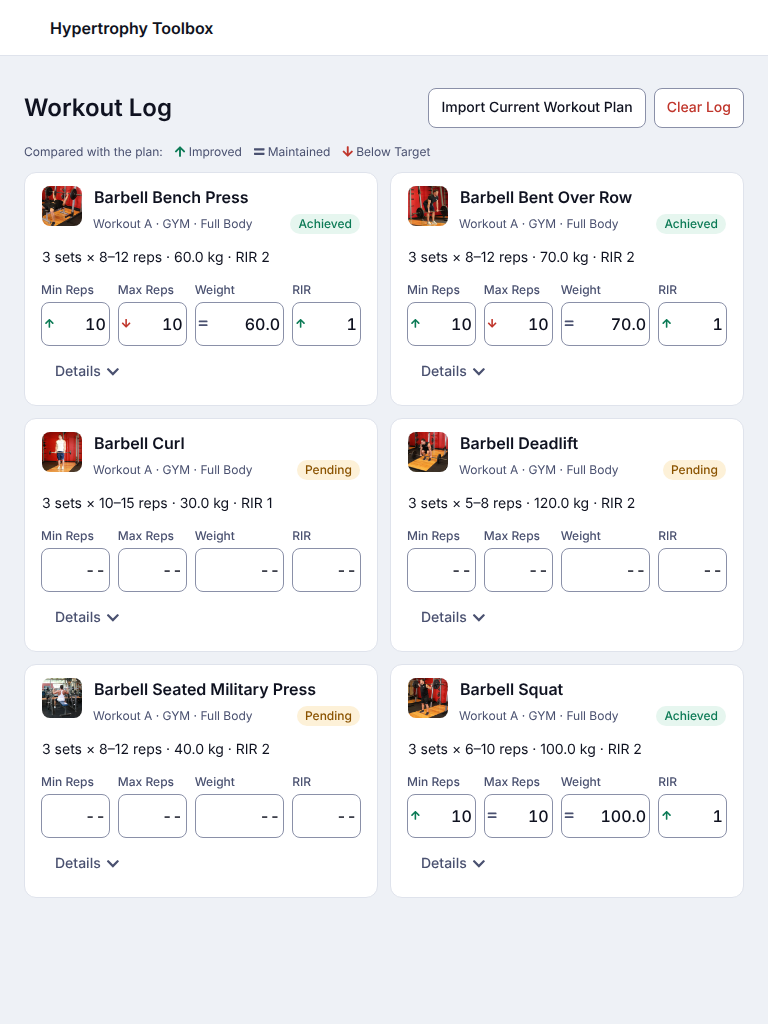 Hypertrophy Toolbox
Workout Log
Import Current Workout Plan
Clear Log
Compared with the plan: ↑ Improved = Maintained ↓ Below Target
Barbell Bench Press
Workout A · GYM · Full Body
Achieved
3 sets × 8–12 reps · 60.0 kg · RIR 2
Min Reps Max Reps Weight RIR
↑ 10 ↓ 10 = 60.0 ↑ 1
Details
Barbell Bent Over Row
Workout A · GYM · Full Body
Achieved
3 sets × 8–12 reps · 70.0 kg · RIR 2
Min Reps Max Reps Weight RIR
↑ 10 ↓ 10 = 70.0 ↑ 1
Details
Barbell Curl
Workout A · GYM · Full Body
Pending
3 sets × 10–15 reps · 30.0 kg · RIR 1
Min Reps Max Reps Weight RIR
-- -- -- --
Details
Barbell Deadlift
Workout A · GYM · Full Body
Pending
3 sets × 5–8 reps · 120.0 kg · RIR 2
Min Reps Max Reps Weight RIR
-- -- -- --
Details
Barbell Seated Military Press
Workout A · GYM · Full Body
Pending
3 sets × 8–12 reps · 40.0 kg · RIR 2
Min Reps Max Reps Weight RIR
-- -- -- --
Details
Barbell Squat
Workout A · GYM · Full Body
Achieved
3 sets × 6–10 reps · 100.0 kg · RIR 2
Min Reps Max Reps Weight RIR
↑ 10 = 10 = 100.0 ↑ 1
Details